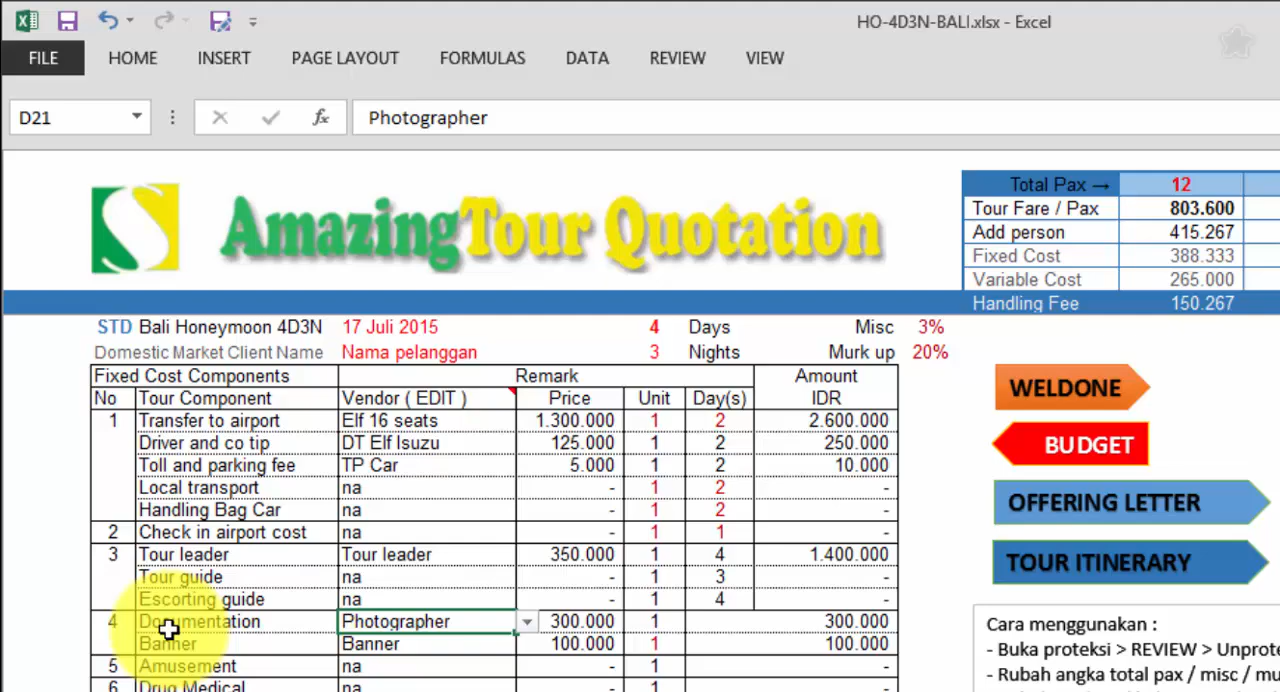 HO-4D3N-BALI.xlsx - Excel
FILE HOME INSERT PAGE LAYOUT FORMULAS DATA REVIEW VIEW
D21 fx Photographer
AmazingTour Quotation
Total Pax → 12
Tour Fare / Pax 803.600
Add person 415.267
Fixed Cost 388.333
Variable Cost 265.000
Handling Fee 150.267
STD Bali Honeymoon 4D3N 17 Juli 2015 4 Days Misc 3%
Domestic Market Client Name Nama pelanggan 3 Nights Murk up 20%
Fixed Cost Components Remark Amount
No Tour Component Vendor ( EDIT ) Price Unit Day(s) IDR
1 Transfer to airport Elf 16 seats 1.300.000 1 2 2.600.000
Driver and co tip DT Elf Isuzu 125.000 1 2 250.000
Toll and parking fee TP Car 5.000 1 2 10.000
Local transport na - 1 2 -
Handling Bag Car na - 1 2 -
2 Check in airport cost na - 1 1 -
3 Tour leader Tour leader 350.000 1 4 1.400.000
Tour guide na - 1 3 -
Escorting guide na - 1 4 -
4 Documentation Photographer 300.000 1 300.000
Banner Banner 100.000 1 100.000
5 Amusement na - 1 -
6 Drug Medical na - 1 -
WELDONE
BUDGET
OFFERING LETTER
TOUR ITINERARY
Cara menggunakan :
- Buka proteksi > REVIEW > Unprote
- Rubah angka total pax / misc / mu